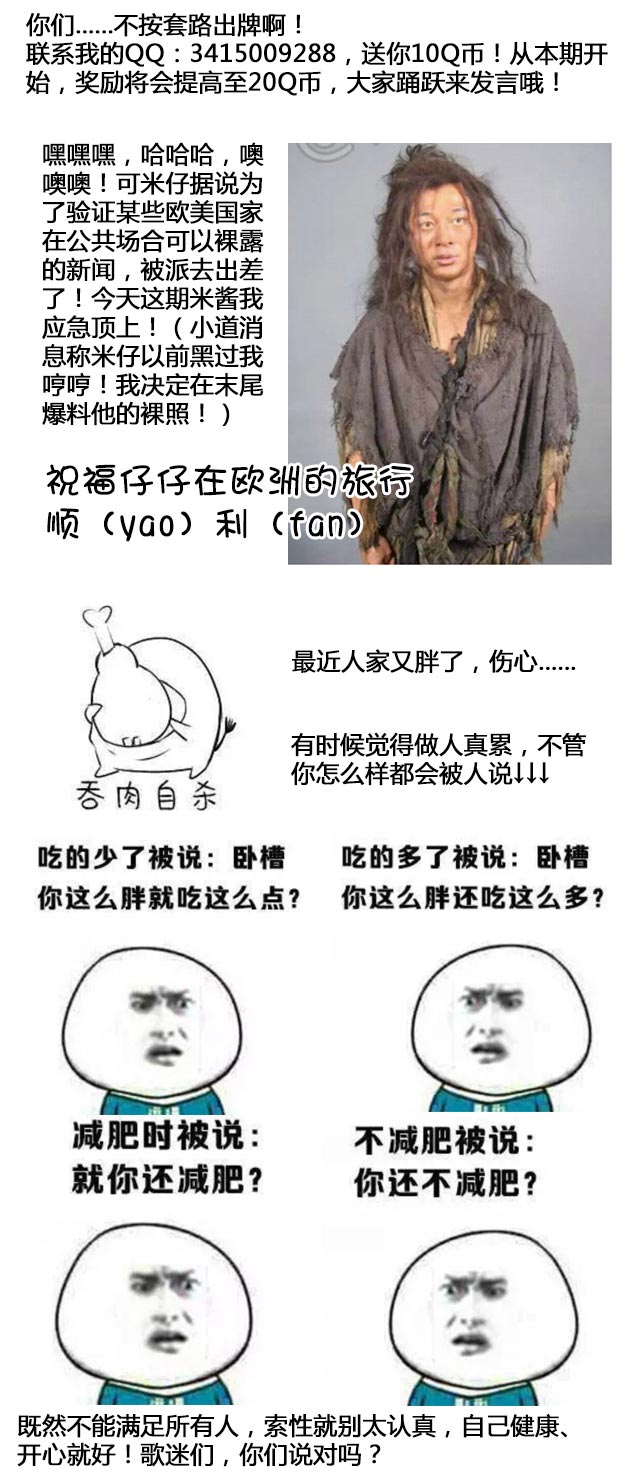 你们......不按套路出牌啊！
联系我的QQ：3415009288，送你10Q币！从本期开
始，奖励将会提高至20Q币，大家踊跃来发言哦！
嘿嘿嘿，哈哈哈，噢
噢噢！可米仔据说为
了验证某些欧美国家
在公共场合可以裸露
的新闻，被派去出差
了！今天这期米酱我
应急顶上！（小道消
息称米仔以前黑过我
哼哼！我决定在末尾
爆料他的裸照！）
祝福仔仔在欧洲的旅行
顺（yao）利（fan）
吞肉自杀
最近人家又胖了，伤心......
有时候觉得做人真累，不管
你怎么样都会被人说↓↓↓
吃的少了被说：卧槽
你这么胖就吃这么点？
吃的多了被说：卧槽
你这么胖还吃这么多？
减肥时被说：
就你还减肥？
不减肥被说：
你还不减肥？
既然不能满足所有人，索性就别太认真，自己健康、
开心就好！歌迷们，你们说对吗？